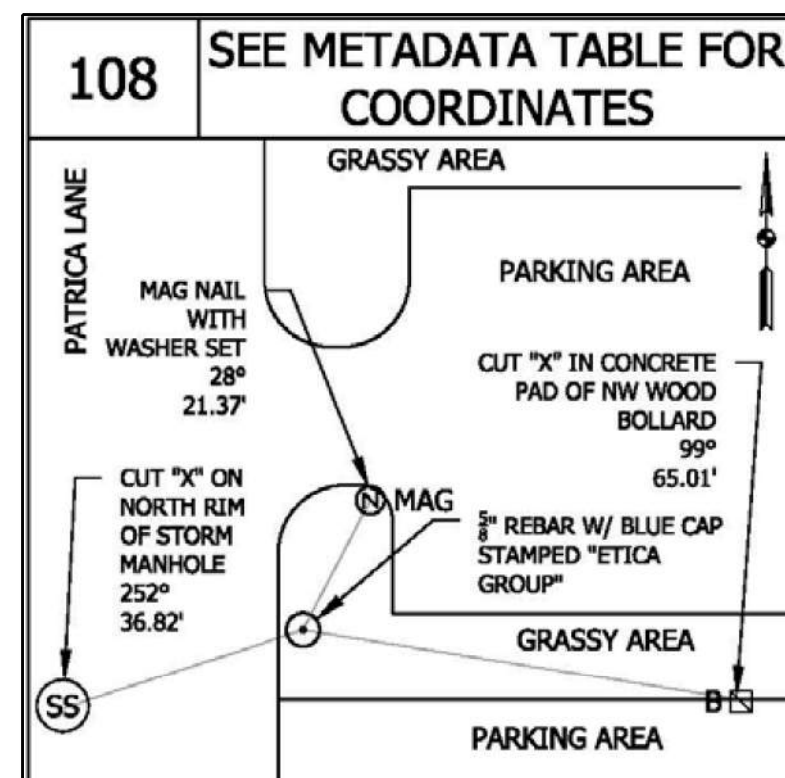 108
SEE METADATA TABLE FOR
COORDINATES
GRASSY AREA
PATRICA LANE
PARKING AREA
MAG NAIL
WITH
WASHER SET
28°
21.37'
CUT "X" IN CONCRETE
PAD OF NW WOOD
BOLLARD
99°
65.01'
CUT "X" ON
NORTH RIM
OF STORM
MANHOLE
252°
36.82'
N MAG
5/8" REBAR W/ BLUE CAP
STAMPED "ETICA
GROUP"
GRASSY AREA
SS
B
PARKING AREA